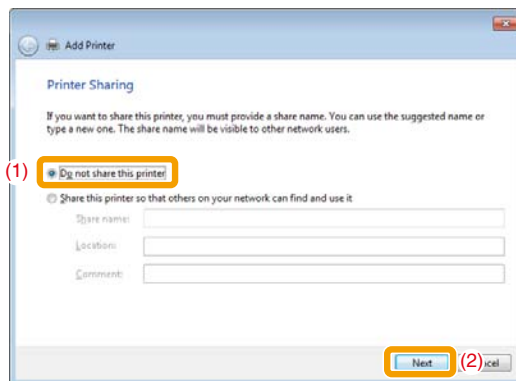 Add Printer
Printer Sharing
If you want to share this printer, you must provide a share name. You can use the suggested name or
type a new one. The share name will be visible to other network users.
(1) Do not share this printer
Share this printer so that others on your network can find and use it
Share name:
Location:
Comment:
Next (2)